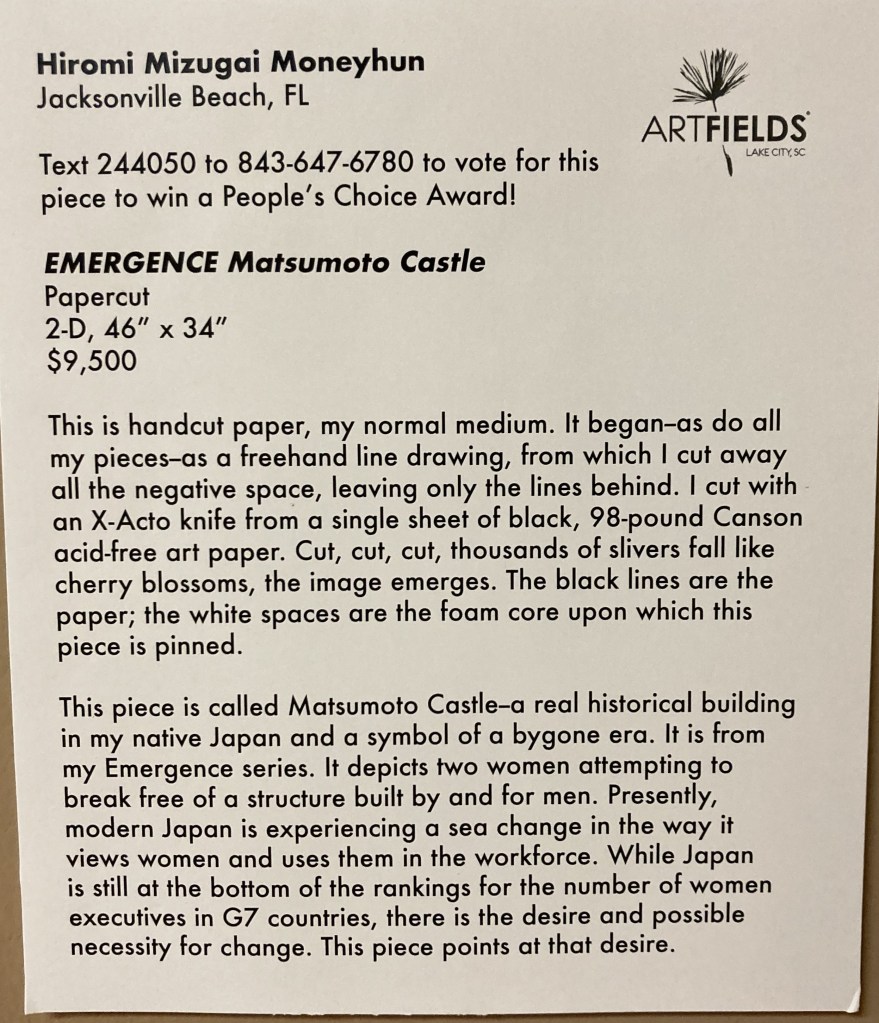 Hiromi Mizugai Moneyhun
Jacksonville Beach, FL
ARTFIELDS®
LAKE CITY, SC
Text 244050 to 843-647-6780 to vote for this
piece to win a People's Choice Award!
EMERGENCE Matsumoto Castle
Papercut
2-D, 46" x 34"
$9,500
This is handcut paper, my normal medium. It began–as do all
my pieces–as a freehand line drawing, from which I cut away
all the negative space, leaving only the lines behind. I cut with
an X-Acto knife from a single sheet of black, 98-pound Canson
acid-free art paper. Cut, cut, cut, thousands of slivers fall like
cherry blossoms, the image emerges. The black lines are the
paper; the white spaces are the foam core upon which this
piece is pinned.
This piece is called Matsumoto Castle–a real historical building
in my native Japan and a symbol of a bygone era. It is from
my Emergence series. It depicts two women attempting to
break free of a structure built by and for men. Presently,
modern Japan is experiencing a sea change in the way it
views women and uses them in the workforce. While Japan
is still at the bottom of the rankings for the number of women
executives in G7 countries, there is the desire and possible
necessity for change. This piece points at that desire.